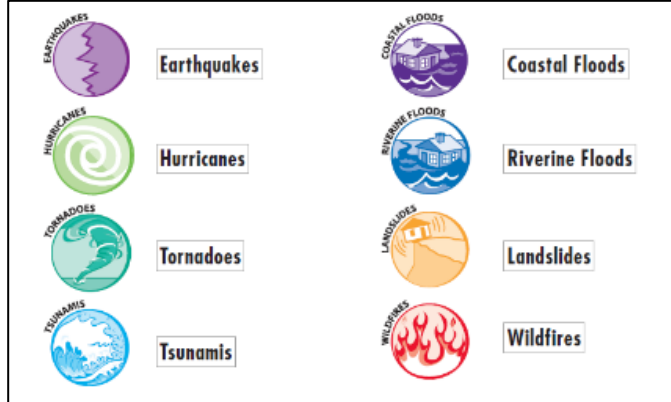 EARTHQUAKES
Earthquakes
HURRICANES
Hurricanes
TORNADOES
Tornadoes
TSUNAMIS
Tsunamis
COASTAL FLOODS
Coastal Floods
RIVERINE FLOODS
Riverine Floods
LANDSLIDES
Landslides
WILDFIRES
Wildfires